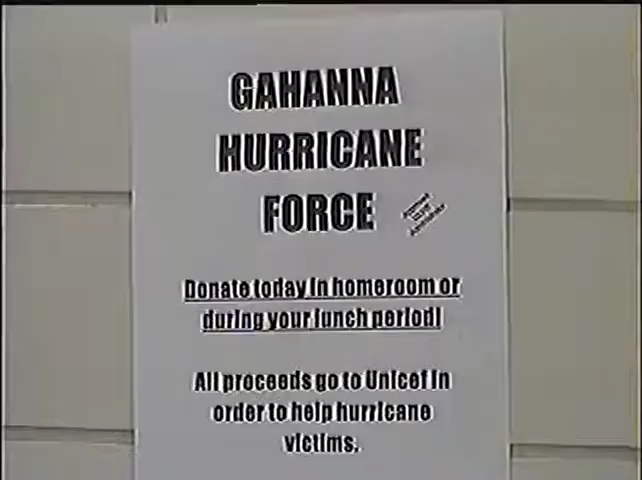 GAHANNA
HURRICANE
FORCE
Donate today in homeroom or
during your lunch period!
All proceeds go to Unicef in
order to help hurricane
victims.